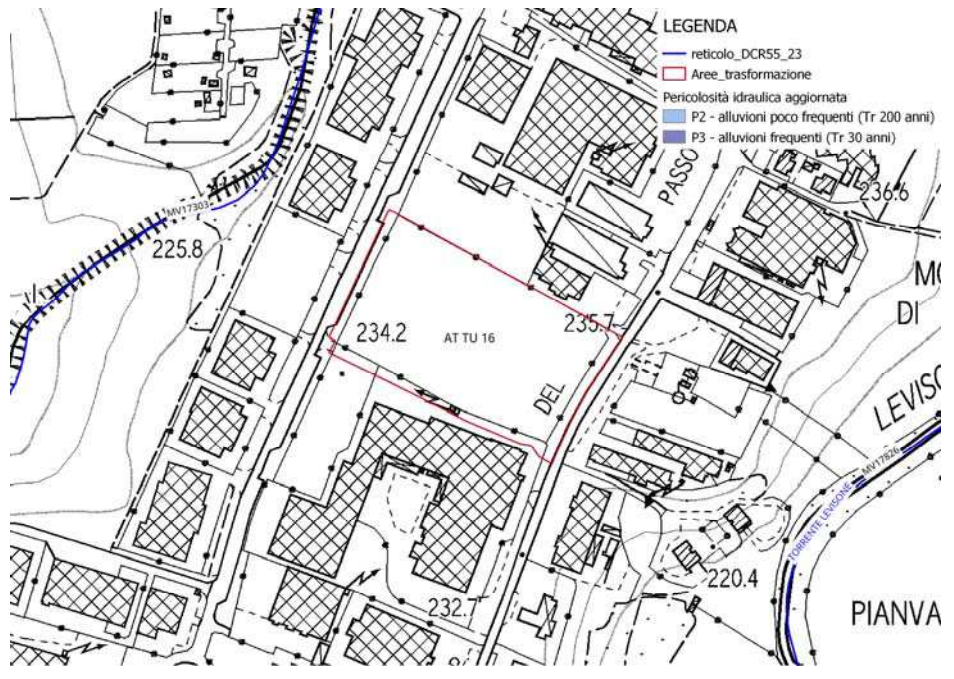 LEGENDA
reticolo_DCR55_23
Aree_trasformazione
Pericolosità idraulica aggiornata
P2 - alluvioni poco frequenti (Tr 200 anni)
P3 - alluvioni frequenti (Tr 30 anni)
PASSO
236.6
MV17303
225.8
MO
DI
234.2
235.7
AT TU 16
DEL
LEVISO
MV17826
TORRENTE LEVISONE
220.4
232.7
PIANVA